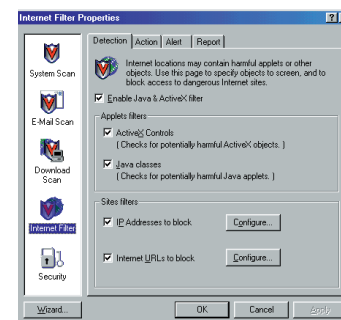 Internet Filter Properties
?
System Scan
E-Mail Scan
Download
Scan
Internet Filter
Security
Detection
Action
Alert
Report
Internet locations may contain harmful applets or other
objects. Use this page to specify objects to screen, and to
block access to dangerous Internet sites.
Enable Java & ActiveX filter
Applets filters
ActiveX Controls
( Checks for potentially harmful ActiveX objects. )
Java classes
( Checks for potentially harmful Java applets. )
Sites filters
IP Addresses to block
Configure...
Internet URLs to block
Configure...
Wizard...
OK
Cancel
Apply